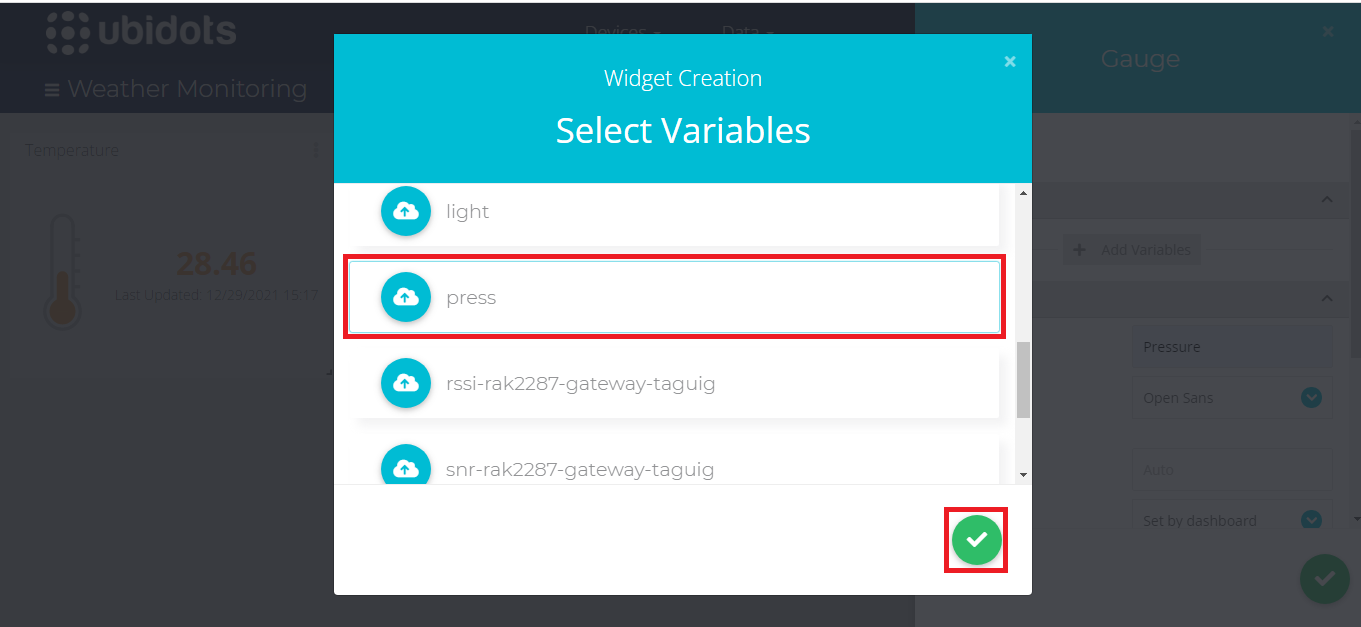 ubidots
Devices
Data
Gauge
Weather Monitoring
Widget Creation
Select Variables
Temperature
28.46
Last Updated: 12/29/2021 15:17
light
press
rssi-rak2287-gateway-taguig
snr-rak2287-gateway-taguig
+ Add Variables
Pressure
Open Sans
Auto
Set by dashboard